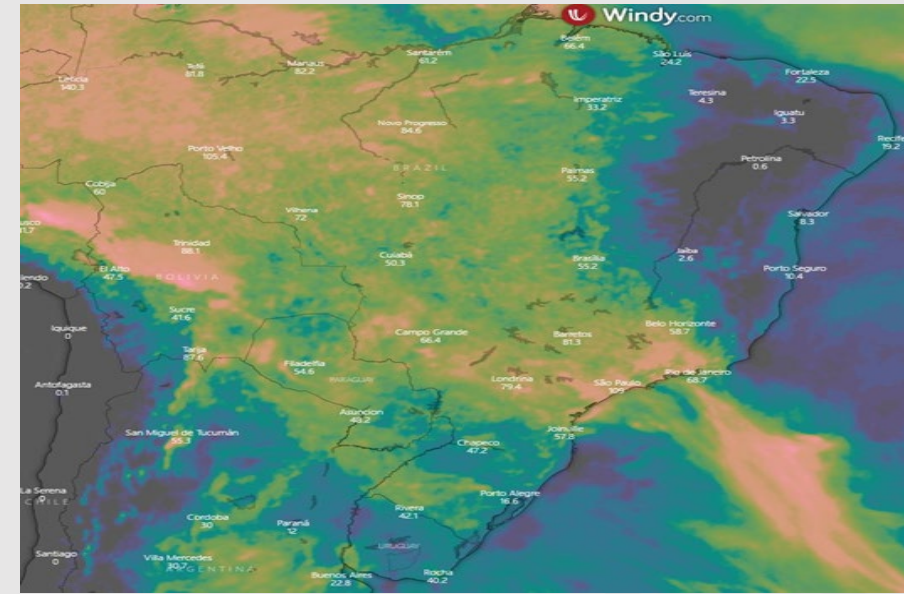 Windy.com
Belém
66.4
São Luis
24.2
Fortaleza
22.5
Santarém
61.2
Manaus
82.2
Tefé
81.8
Leticia
140.3
Teresina
4.3
Imperatriz
33.2
Iguatu
3.3
Novo Progresso
84.6
Recife
19.2
Porto Velho
105.4
BRAZIL
Petrolina
0.6
Palmas
55.2
Cobija
60
Sinop
78.1
Vilhena
72
Salvador
8.3
Trinidad
88.1
Cuiabá
50.3
Jaíba
2.6
Brasília
55.2
Porto Seguro
10.4
El Alto
47.5
BOLIVIA
Sucre
41.6
Iquique
0
Campo Grande
66.4
Barretos
81.3
Belo Horizonte
58.7
Tarija
87.6
Filadelfia
54.6
PARAGUAY
Londrina
79.4
São Paulo
109
Rio de Janeiro
68.7
Antofagasta
0.1
Asuncion
48.2
Joinville
57.8
San Miguel de Tucumán
55.3
Chapeco
47.2
La Serena
0
CHILE
Porto Alegre
16.6
Rivera
42.1
Córdoba
30
Paraná
12
URUGUAY
Santiago
0
Villa Mercedes
30.7
ARGENTINA
Buenos Aires
22.8
Rocha
40.2